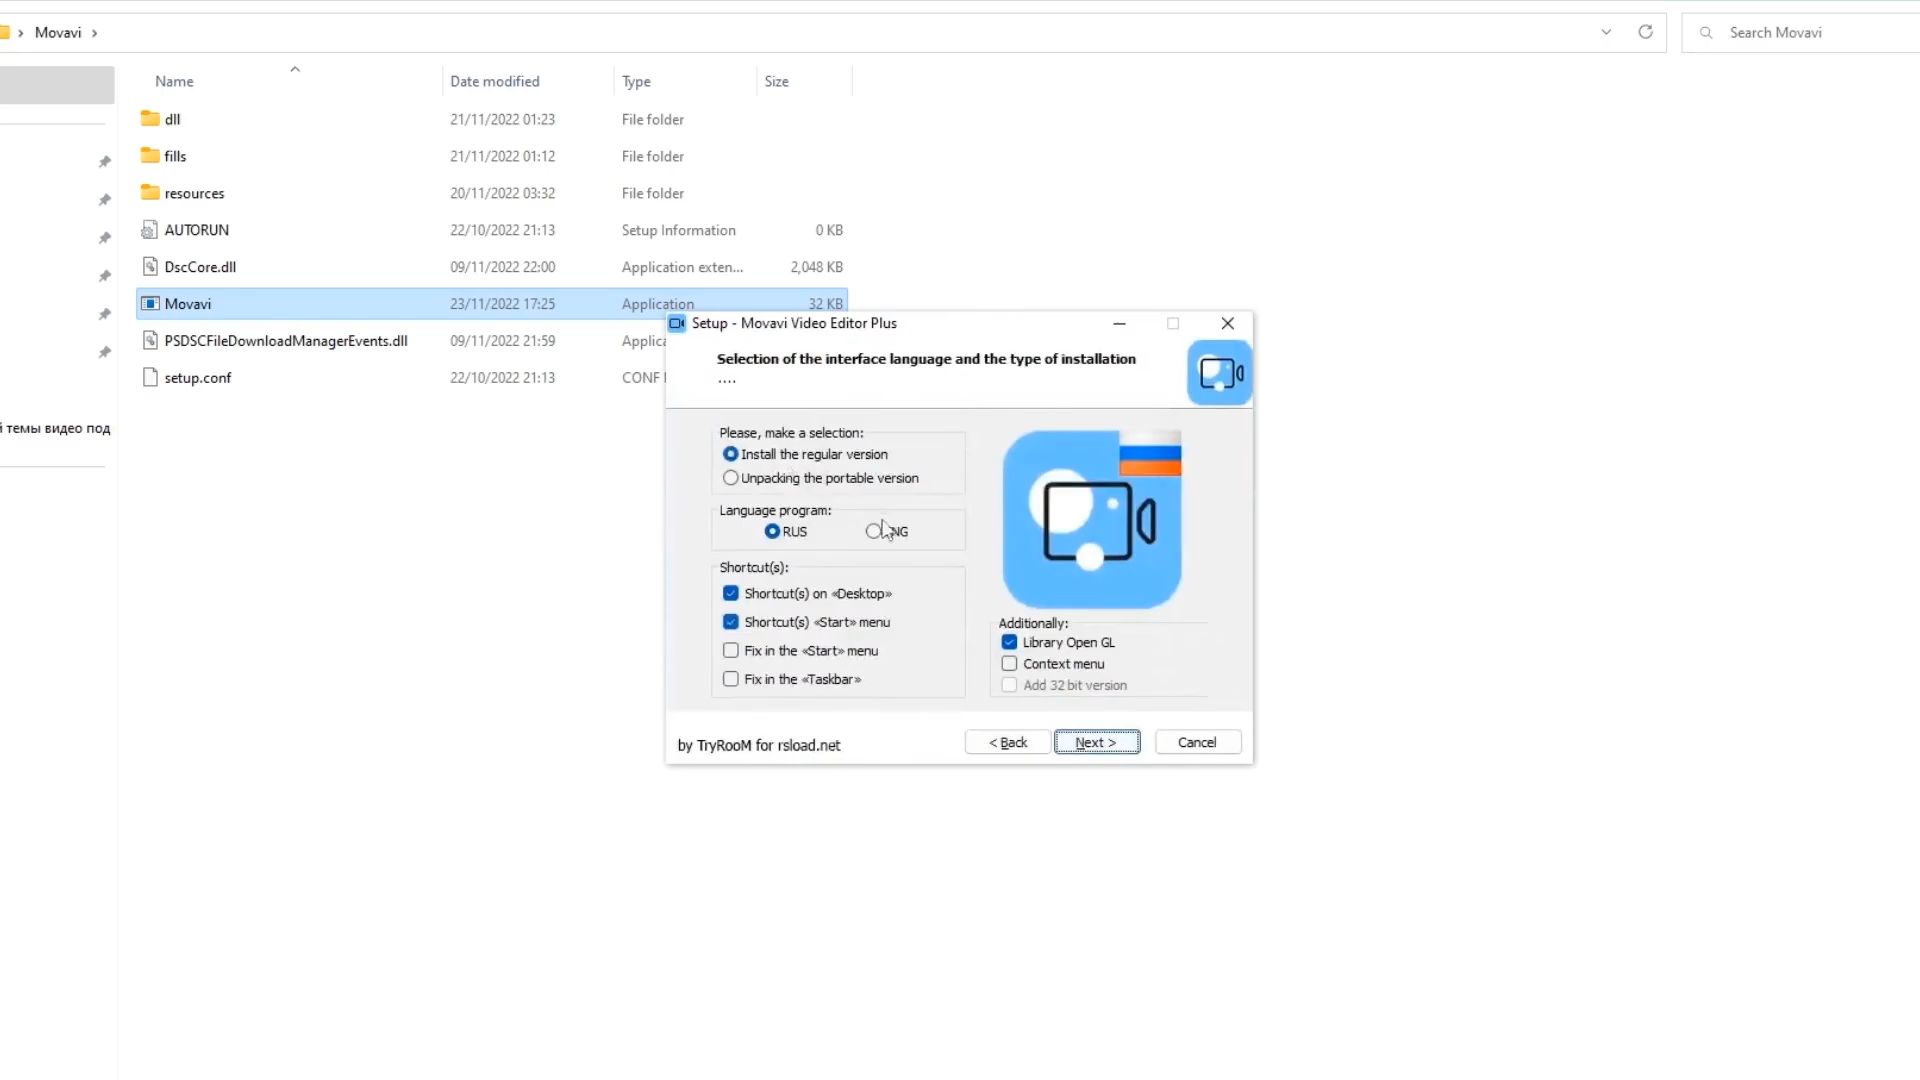 Movavi
Search Movavi
Name Date modified Type Size
dll 21/11/2022 01:23 File folder
fills 21/11/2022 01:12 File folder
resources 20/11/2022 03:32 File folder
AUTORUN 22/10/2022 21:13 Setup Information 0 KB
DscCore.dll 09/11/2022 22:00 Application exten... 2,048 KB
Movavi 23/11/2022 17:25 Application 32 KB
PSDSCFileDownloadManagerEvents.dll 09/11/2022 21:59 Applica
setup.conf 22/10/2022 21:13 CONF
й темы видео под
Setup - Movavi Video Editor Plus
Selection of the interface language and the type of installation
....
Please, make a selection:
Install the regular version
Unpacking the portable version
Language program:
RUS NG
Shortcut(s):
Shortcut(s) on «Desktop»
Shortcut(s) «Start» menu
Fix in the «Start» menu
Fix in the «Taskbar»
Additionally:
Library Open GL
Context menu
Add 32 bit version
by TryRooM for rsload.net
< Back Next > Cancel